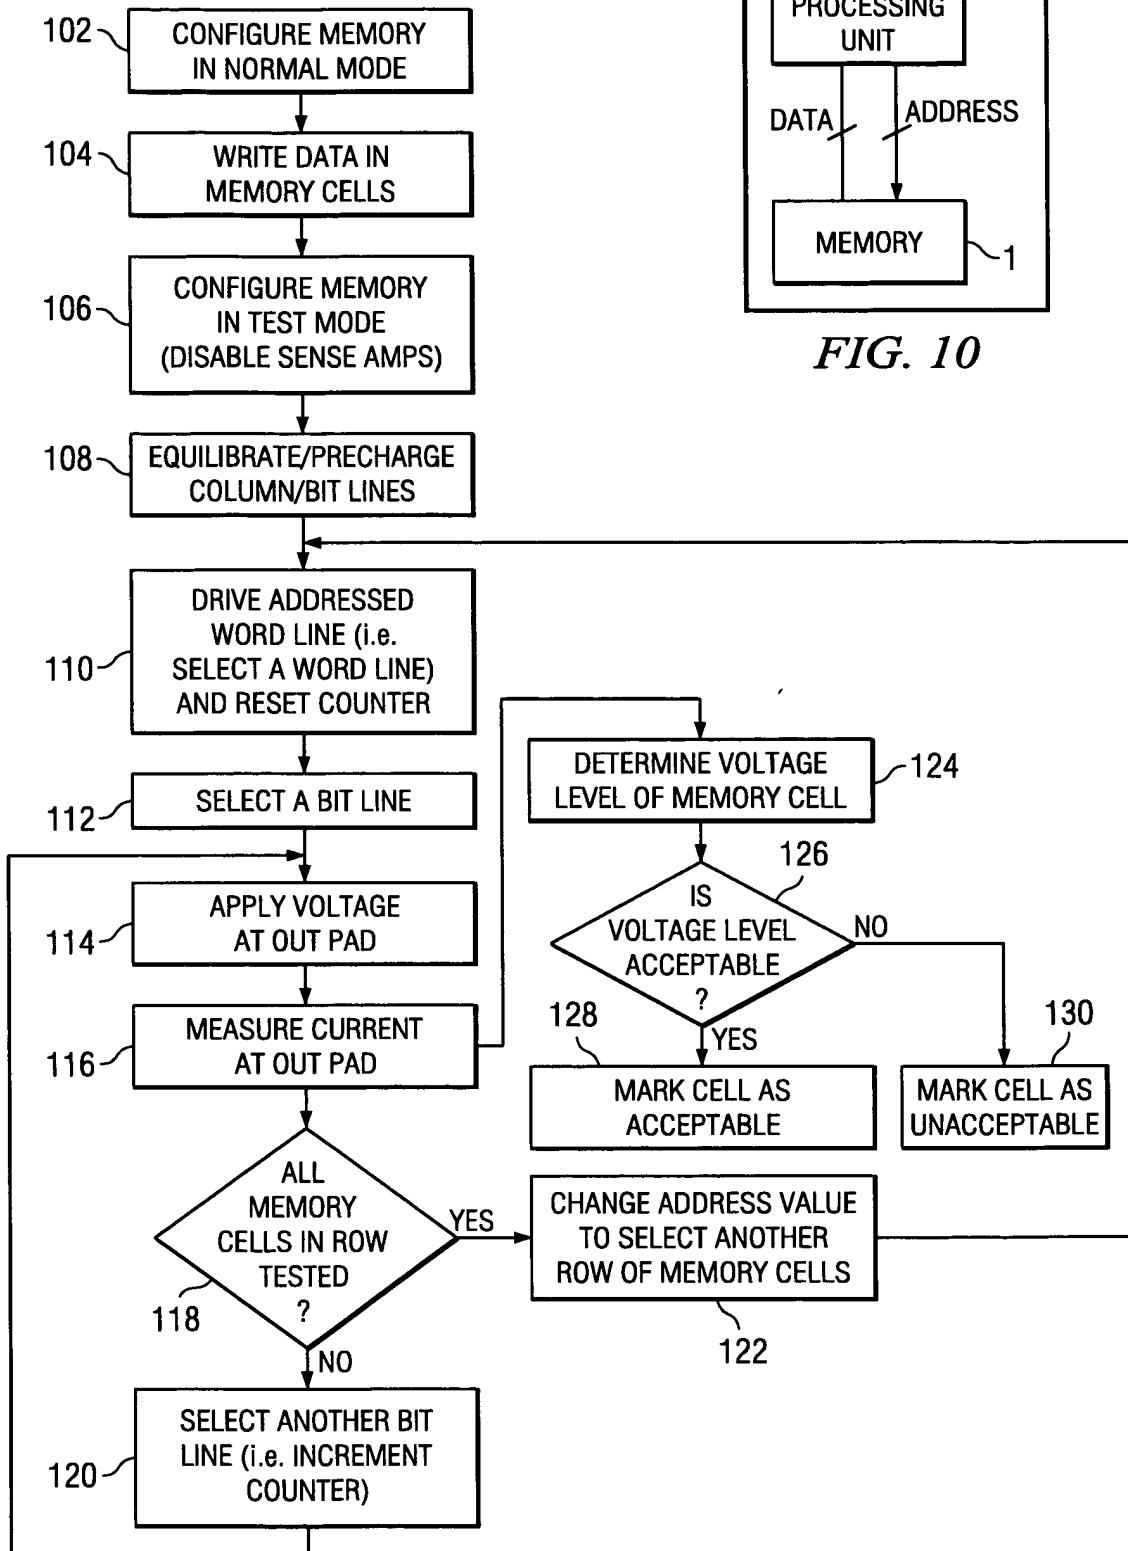 102
CONFIGURE MEMORY
IN NORMAL MODE
104
WRITE DATA IN
MEMORY CELLS
106
CONFIGURE MEMORY
IN TEST MODE
(DISABLE SENSE AMPS)
108
EQUILIBRATE/PRECHARGE
COLUMN/BIT LINES
110
DRIVE ADDRESSED
WORD LINE (i.e.
SELECT A WORD LINE)
AND RESET COUNTER
112
SELECT A BIT LINE
114
APPLY VOLTAGE
AT OUT PAD
116
MEASURE CURRENT
AT OUT PAD
118
ALL
MEMORY
CELLS IN ROW
TESTED
?
YES
NO
120
SELECT ANOTHER BIT
LINE (i.e. INCREMENT
COUNTER)
122
CHANGE ADDRESS VALUE
TO SELECT ANOTHER
ROW OF MEMORY CELLS
124
DETERMINE VOLTAGE
LEVEL OF MEMORY CELL
126
IS
VOLTAGE LEVEL
ACCEPTABLE
?
NO
YES
128
MARK CELL AS
ACCEPTABLE
130
MARK CELL AS
UNACCEPTABLE
PROCESSING
UNIT
DATA
ADDRESS
MEMORY
1
FIG. 10